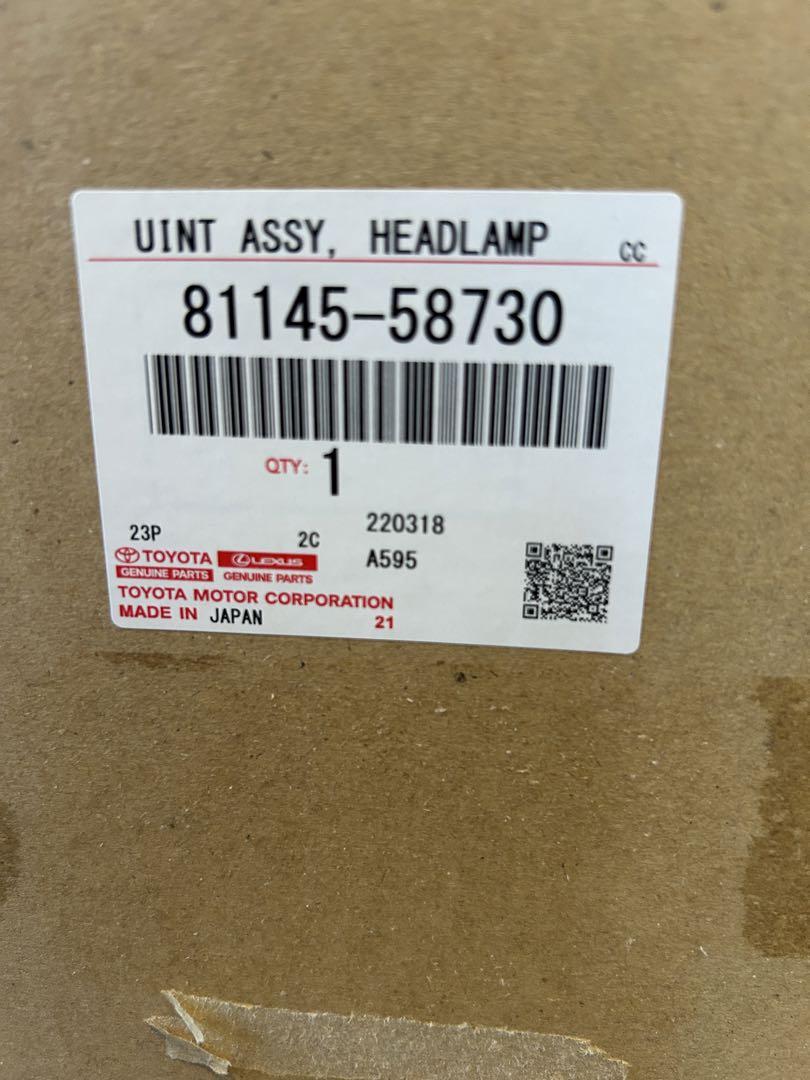 UINT ASSY, HEADLAMP CC
81145-58730
QTY: 1
23P 2C 220318
TOYOTA LEXUS A595
GENUINE PARTS GENUINE PARTS
TOYOTA MOTOR CORPORATION
MADE IN JAPAN 21